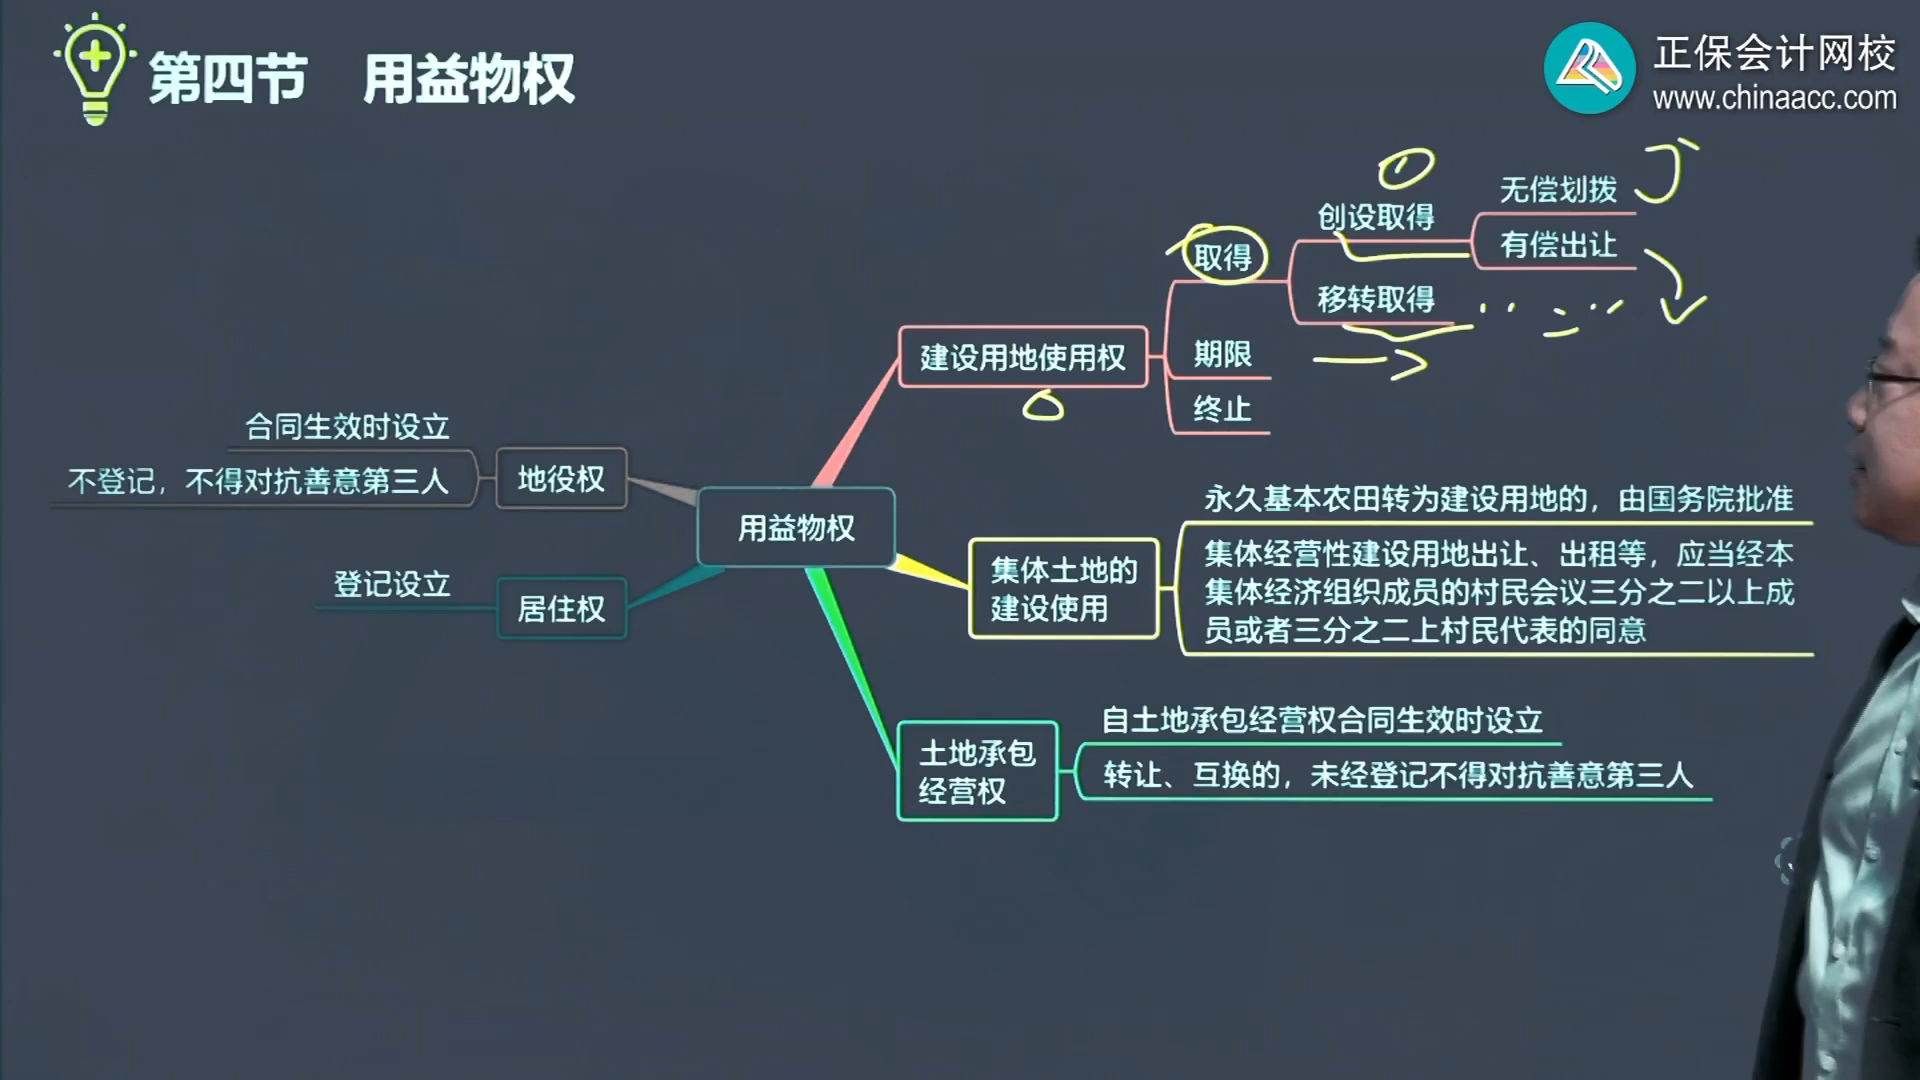 第四节 用益物权
正保会计网校
www.chinaacc.com
用益物权
建设用地使用权
取得
创设取得
无偿划拨
有偿出让
移转取得
期限
终止
集体土地的
建设使用
永久基本农田转为建设用地的，由国务院批准
集体经营性建设用地出让、出租等，应当经本
集体经济组织成员的村民会议三分之二以上成
员或者三分之二上村民代表的同意
土地承包
经营权
自土地承包经营权合同生效时设立
转让、互换的，未经登记不得对抗善意第三人
地役权
合同生效时设立
不登记，不得对抗善意第三人
居住权
登记设立